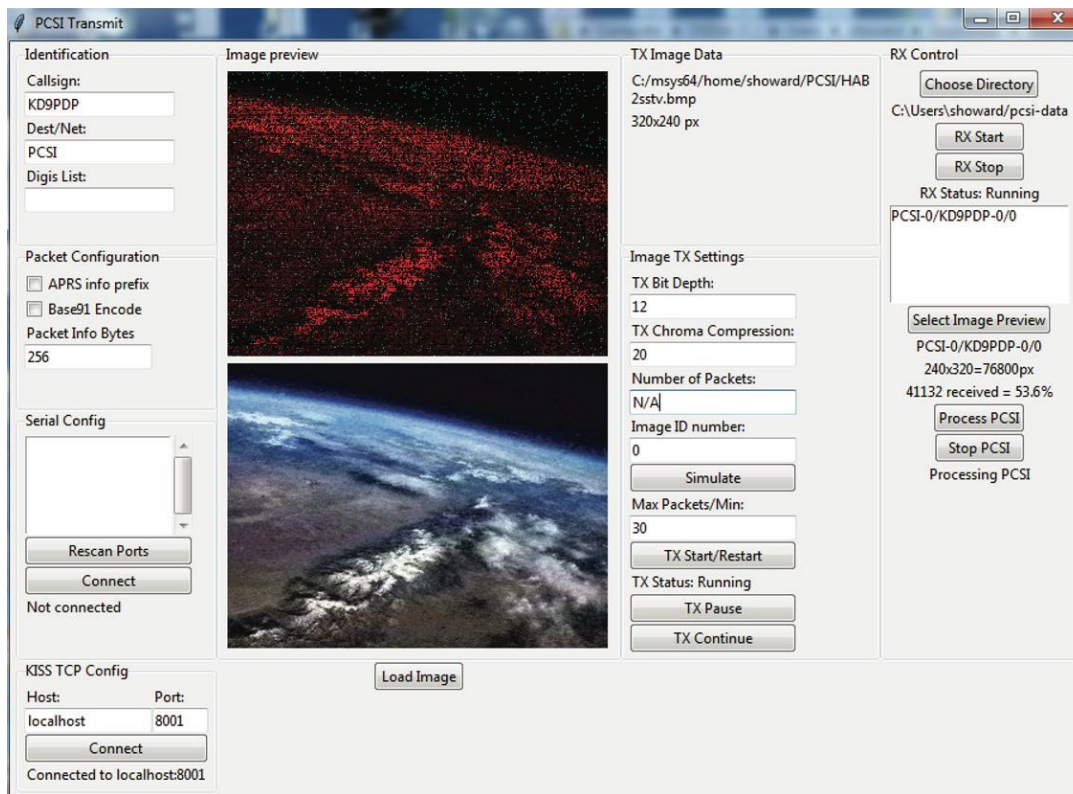 PCSI Transmit
Identification
Callsign:
KD9PDP
Dest/Net:
PCSI
Digis List:
Packet Configuration
APRS info prefix
Base91 Encode
Packet Info Bytes
256
Serial Config
Rescan Ports
Connect
Not connected
KISS TCP Config
Host: Port:
localhost 8001
Connect
Connected to localhost:8001
Image preview
Load Image
TX Image Data
C:/msys64/home/showard/PCSI/HAB
2sstv.bmp
320x240 px
Image TX Settings
TX Bit Depth:
12
TX Chroma Compression:
20
Number of Packets:
N/A
Image ID number:
0
Simulate
Max Packets/Min:
30
TX Start/Restart
TX Status: Running
TX Pause
TX Continue
RX Control
Choose Directory
C:\Users\showard/pcsi-data
RX Start
RX Stop
RX Status: Running
PCSI-0/KD9PDP-0/0
Select Image Preview
PCSI-0/KD9PDP-0/0
240x320=76800px
41132 received = 53.6%
Process PCSI
Stop PCSI
Processing PCSI